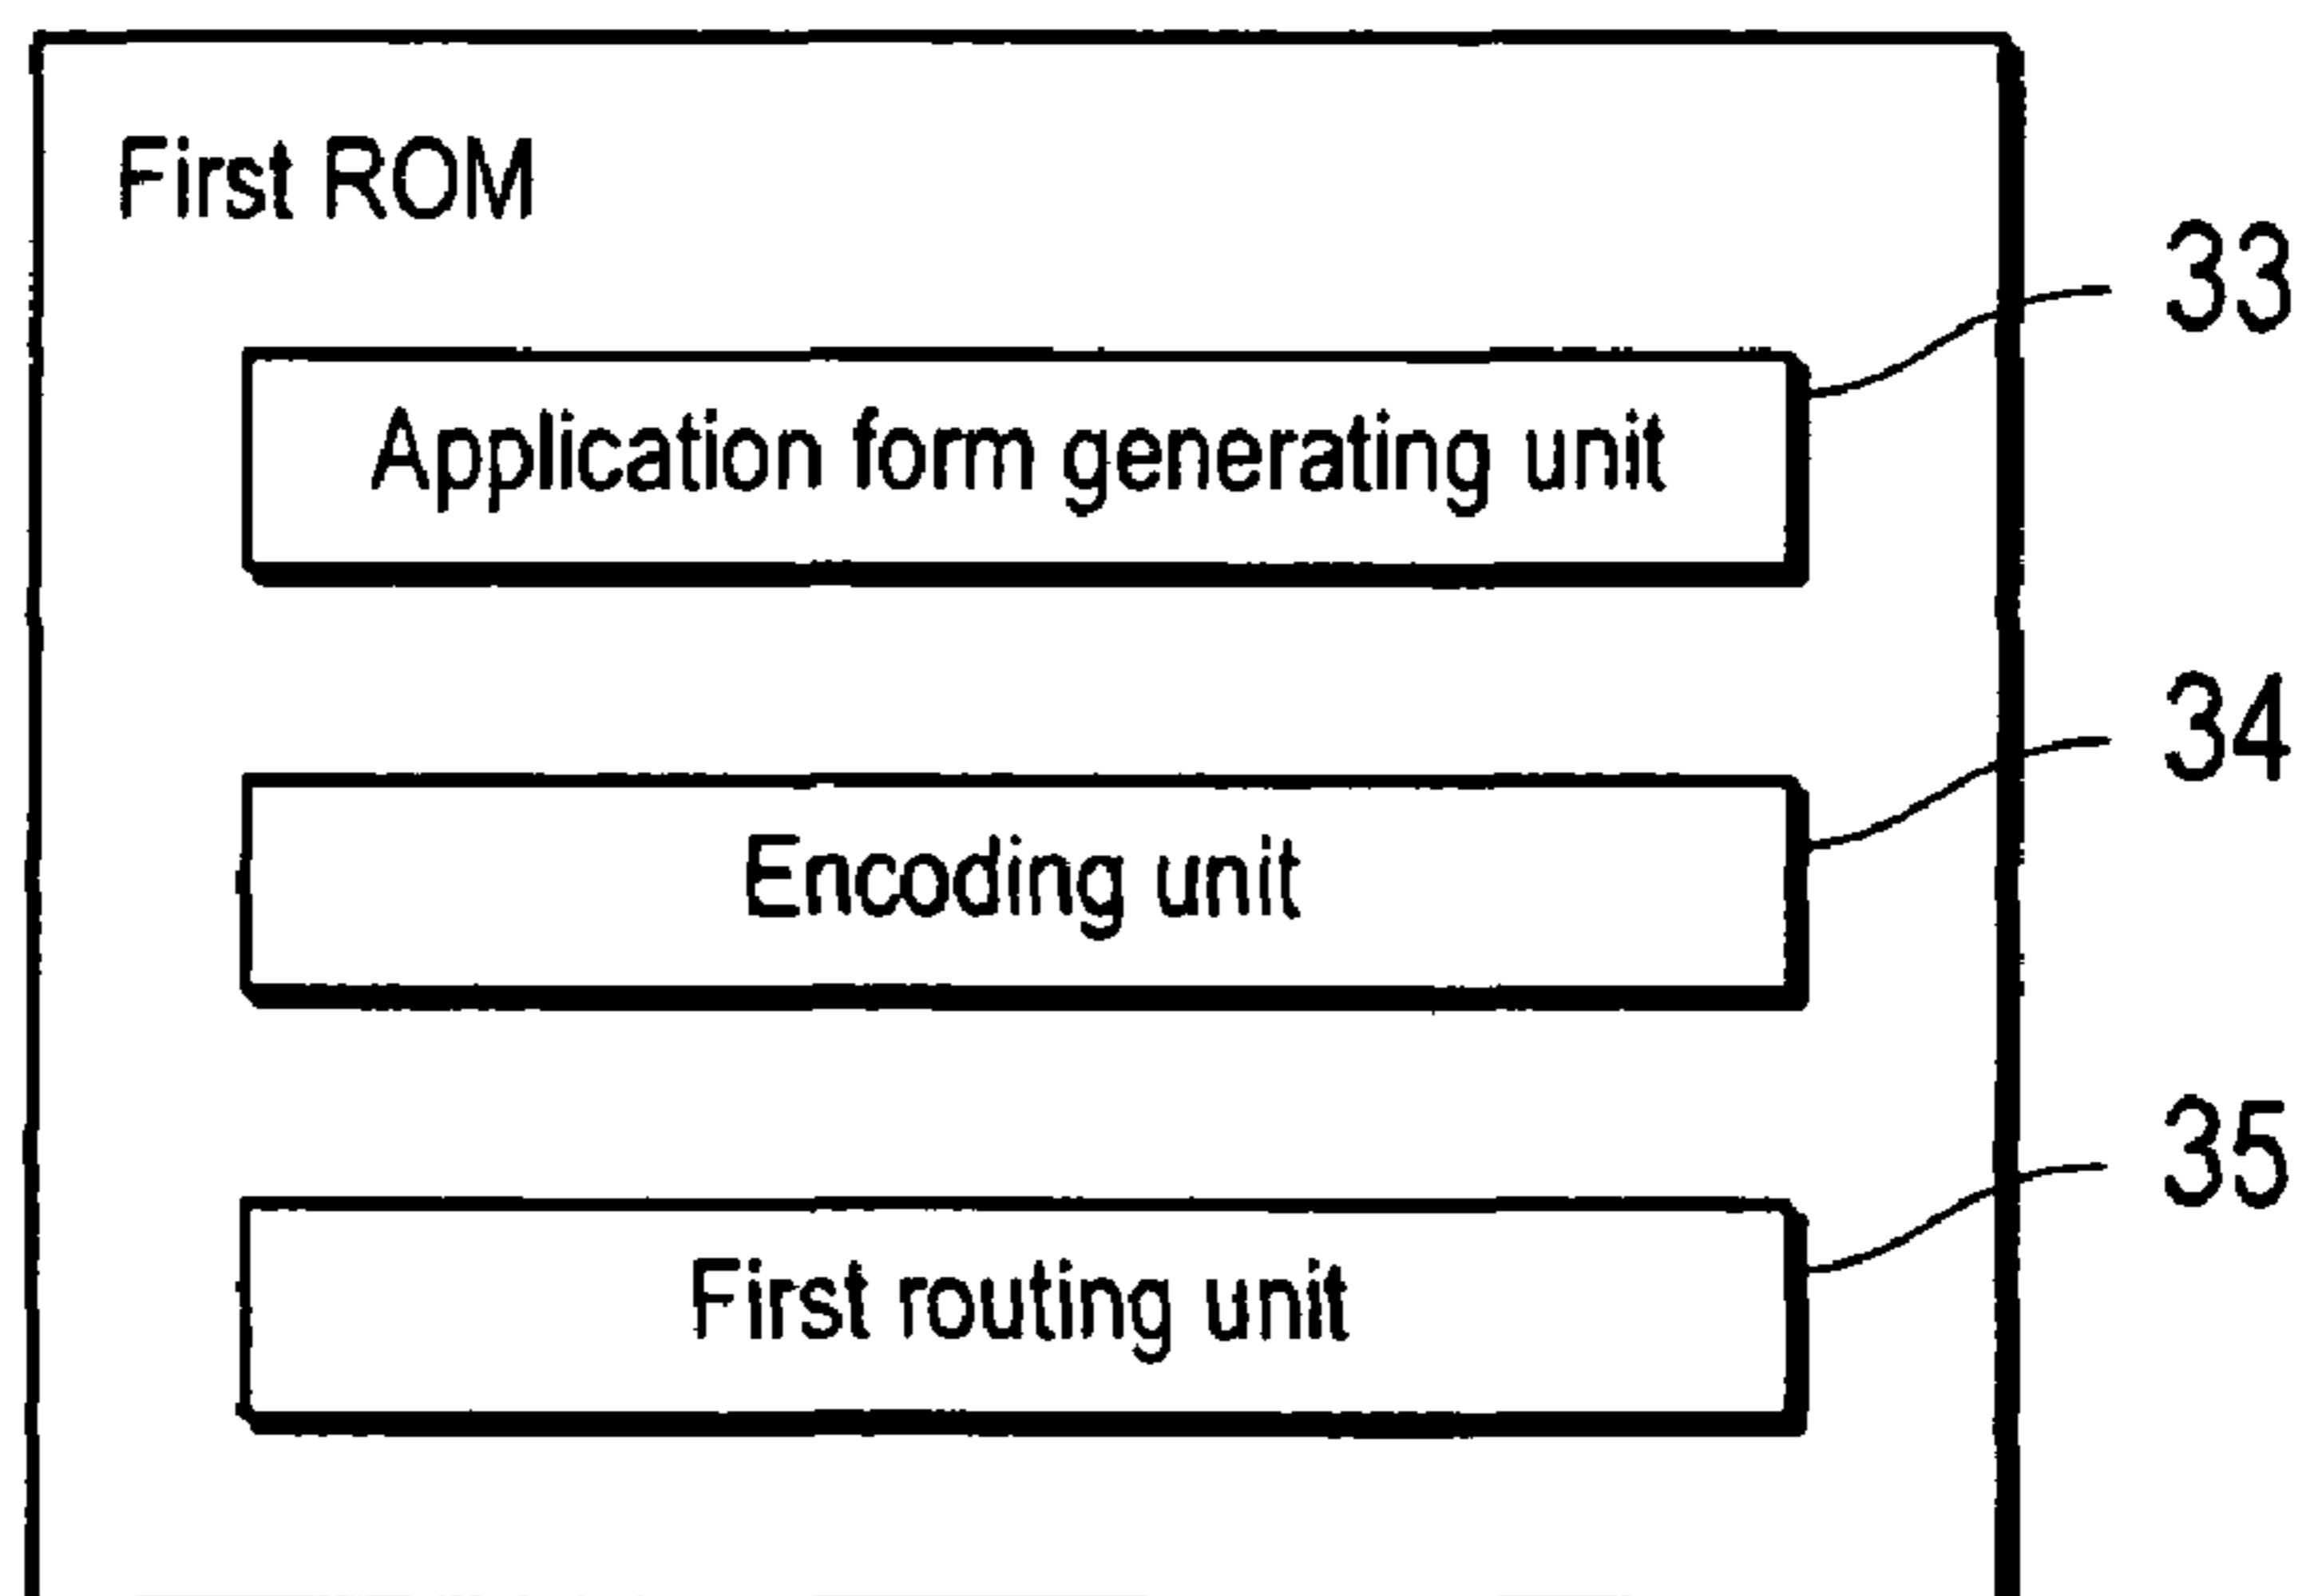 First ROM
33
Application form generating unit
34
Encoding unit
35
First routing unit